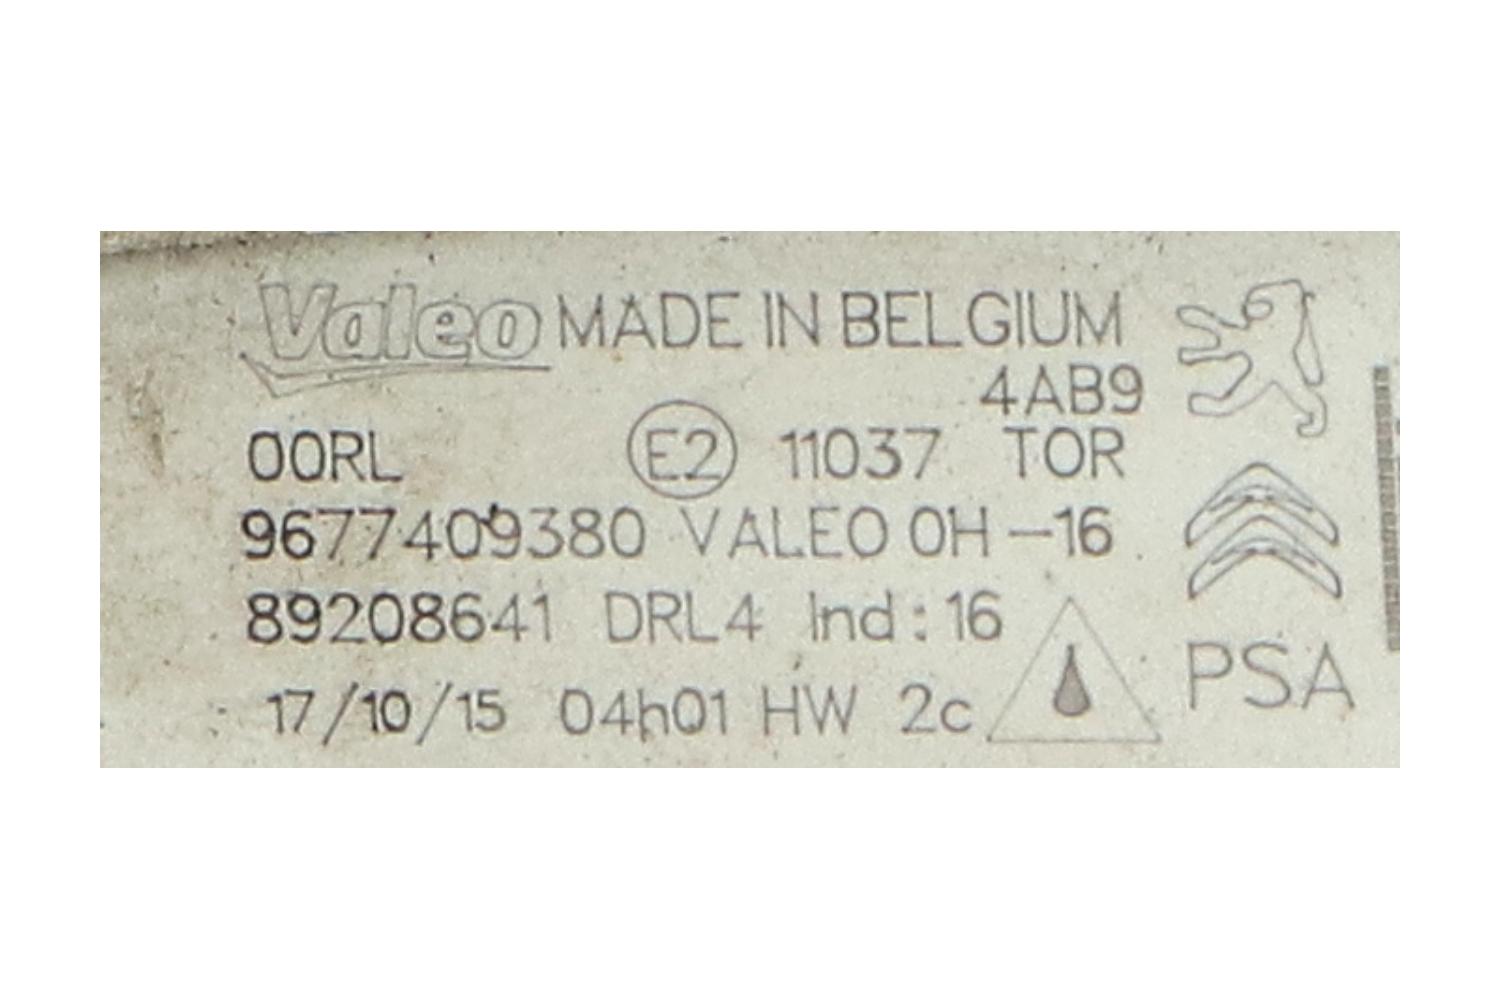 Valeo MADE IN BELGIUM
4AB9
00RL E2 11037 TOR
9677409380 VALEO 0H -16
89208641 DRL4 Ind : 16
17/10/15 04h01 HW 2c
PSA